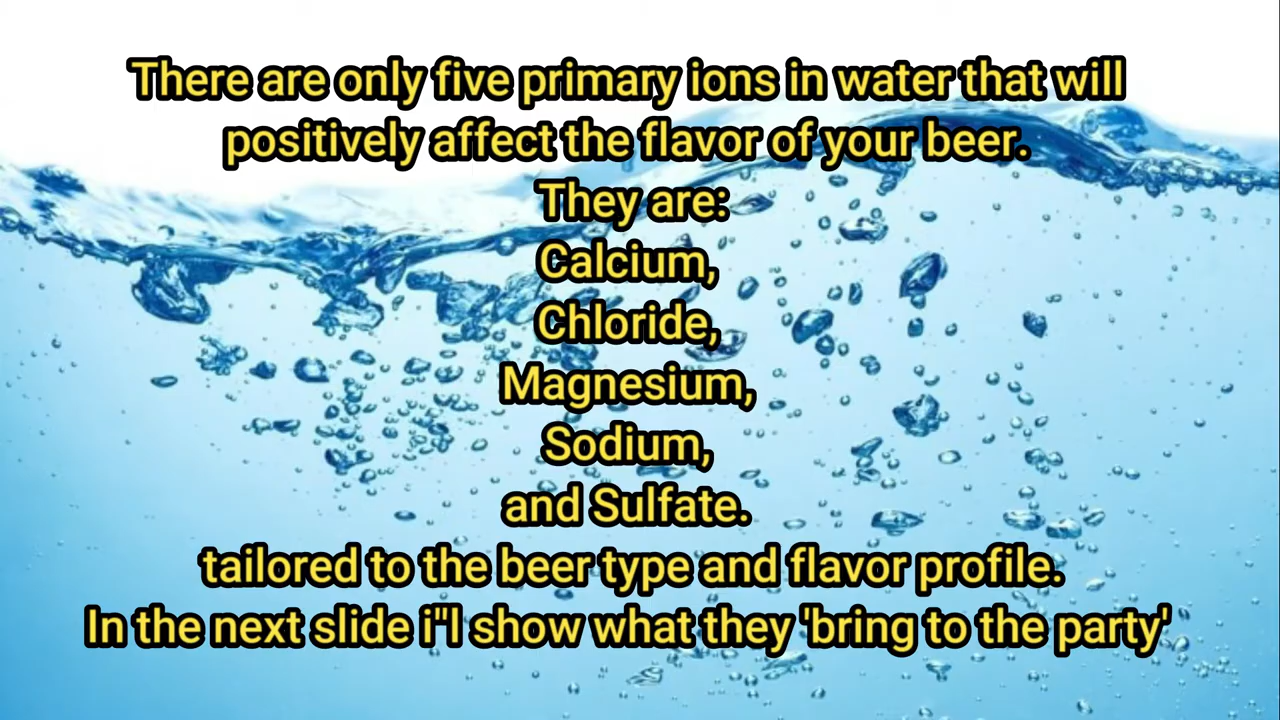 There are only five primary ions in water that will
positively affect the flavor of your beer.
They are:
Calcium,
Chloride,
Magnesium,
Sodium,
and Sulfate.
tailored to the beer type and flavor profile.
In the next slide i"l show what they 'bring to the party'